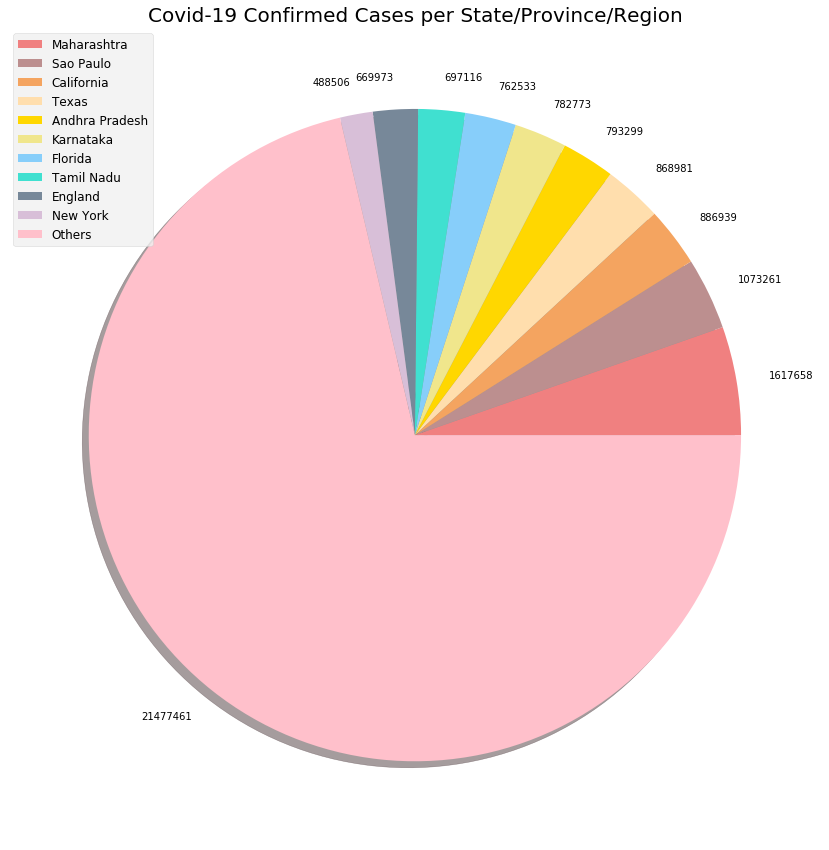 Covid-19 Confirmed Cases per State/Province/Region
Maharashtra
Sao Paulo
California
Texas
Andhra Pradesh
Karnataka
Florida
Tamil Nadu
England
New York
Others
488506
669973
697116
762533
782773
793299
868981
886939
1073261
1617658
21477461